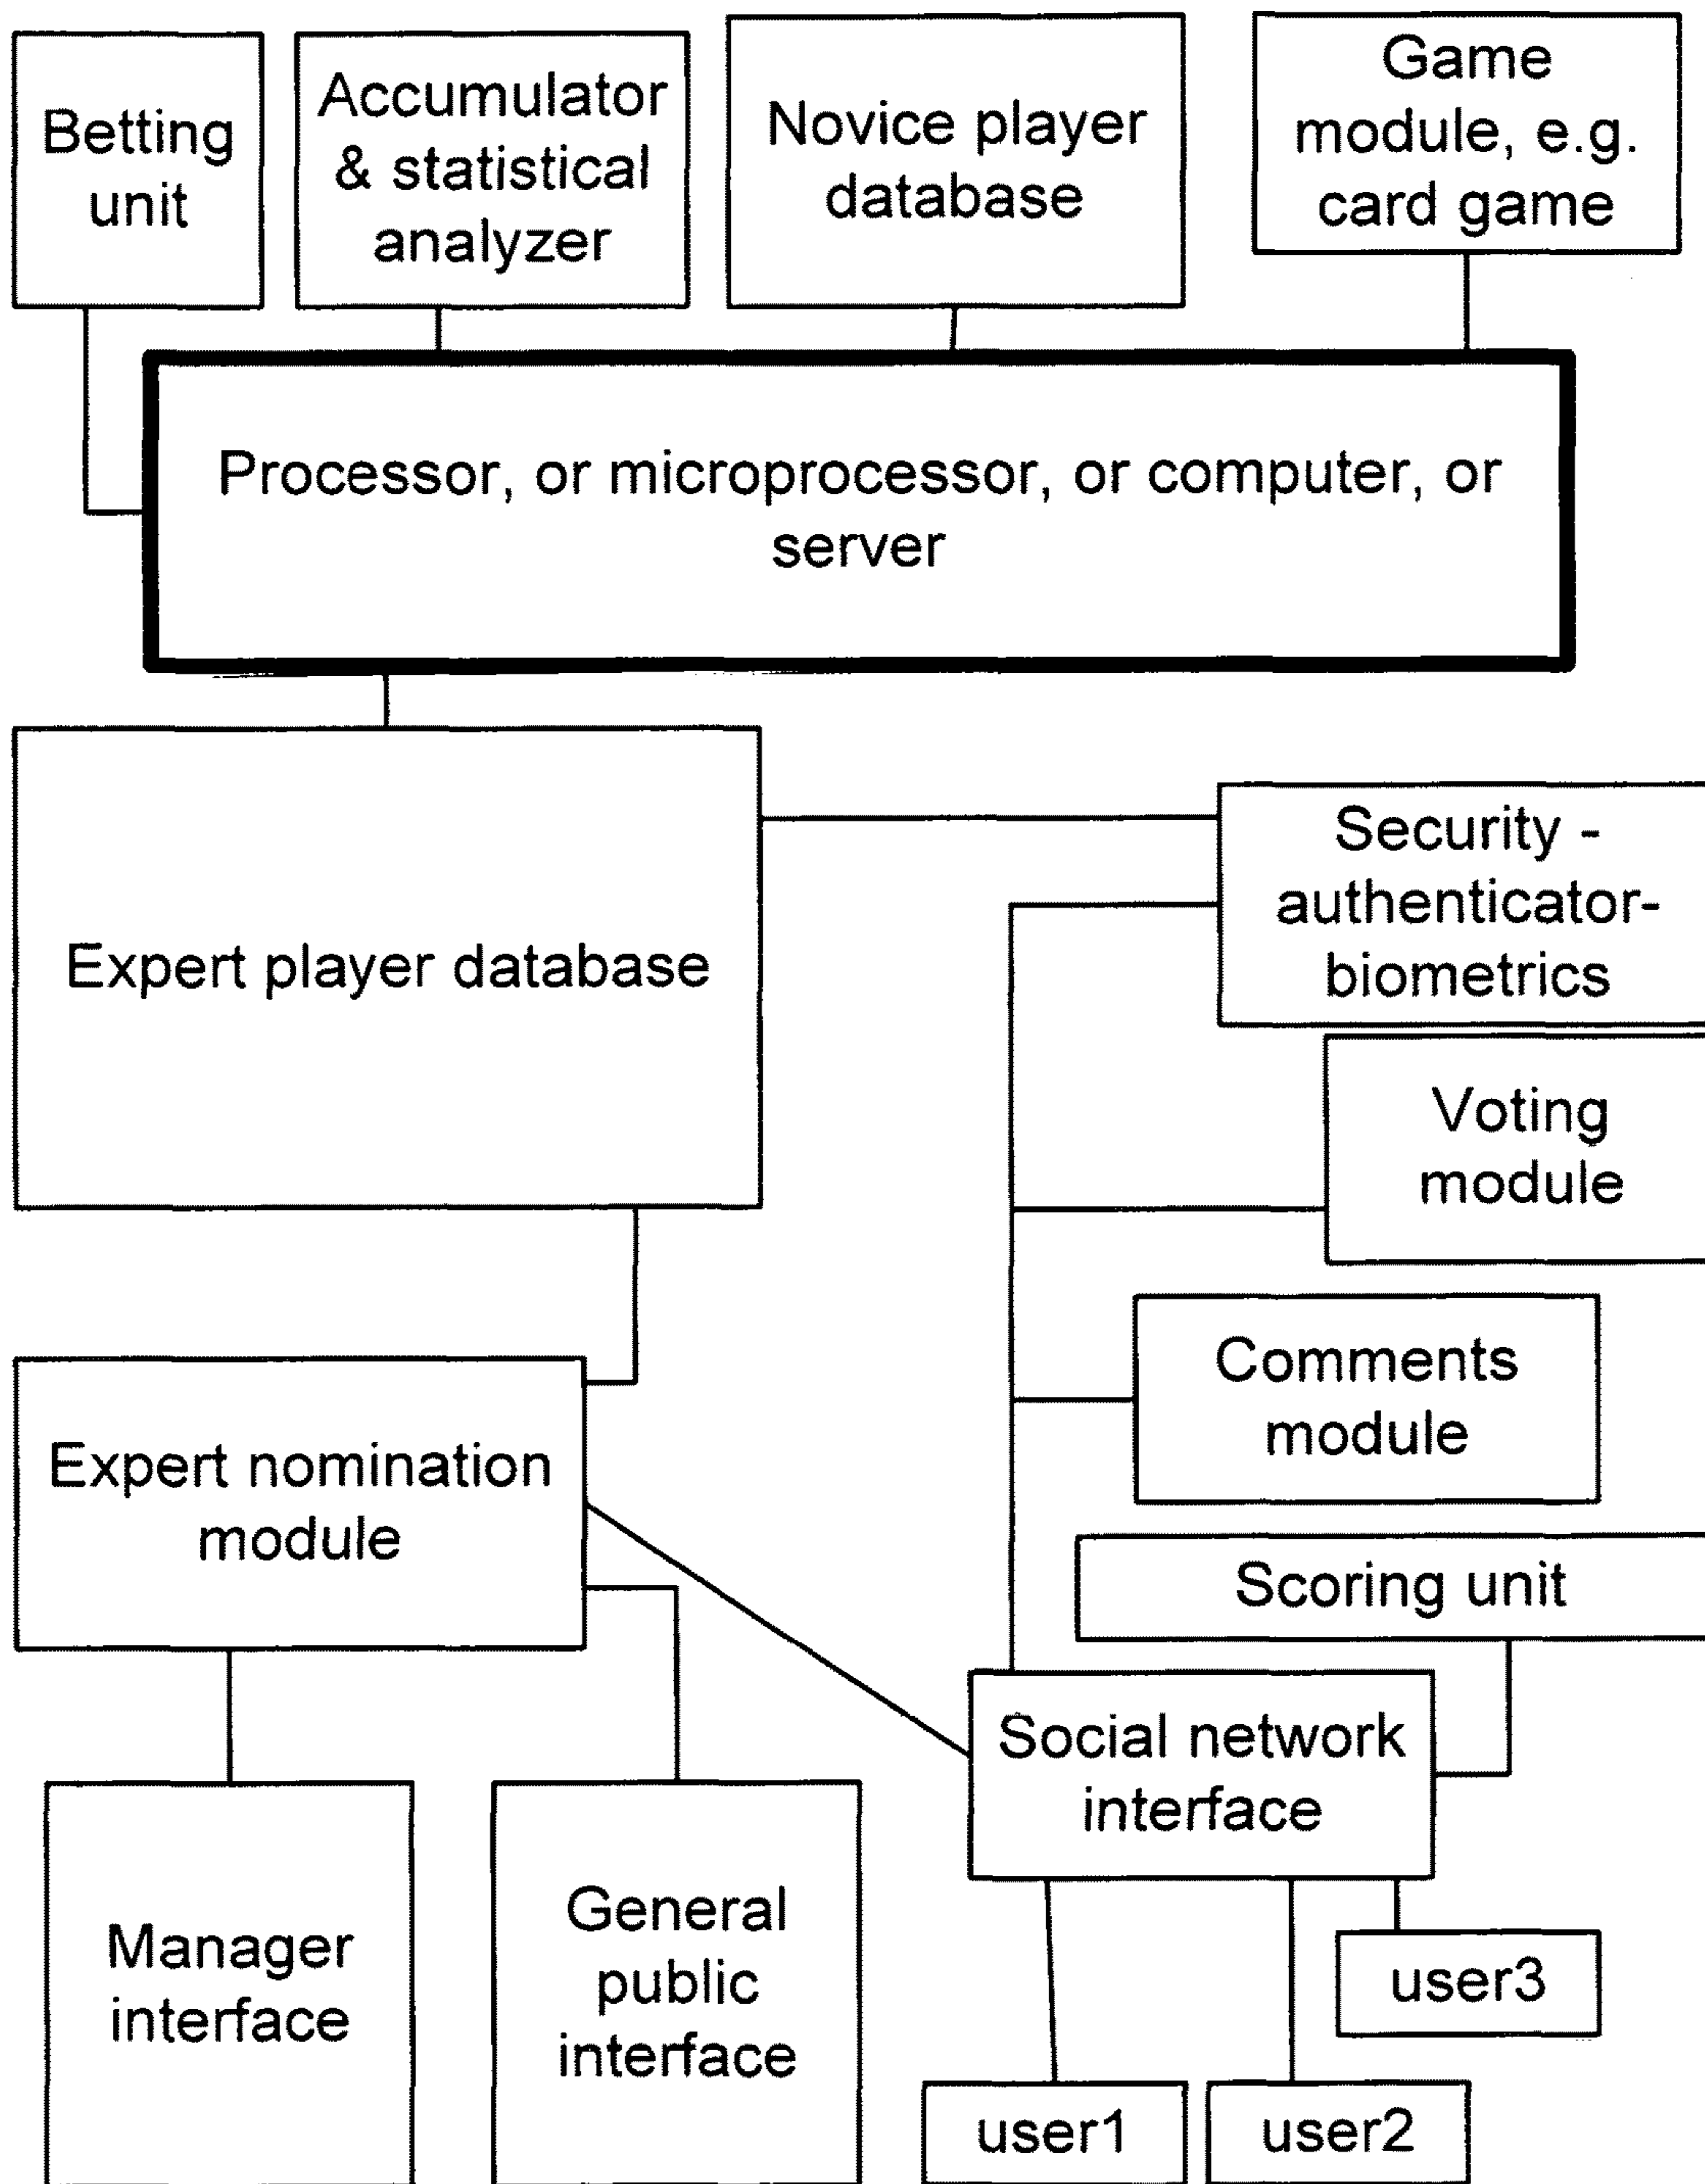 Betting
unit
Accumulator
& statistical
analyzer
Novice player
database
Game
module, e.g.
card game
Processor, or microprocessor, or computer, or
server
Expert player database
Security -
authenticator-
biometrics
Voting
module
Comments
module
Expert nomination
module
Scoring unit
Social network
interface
Manager
interface
General
public
interface
user3
user1
user2